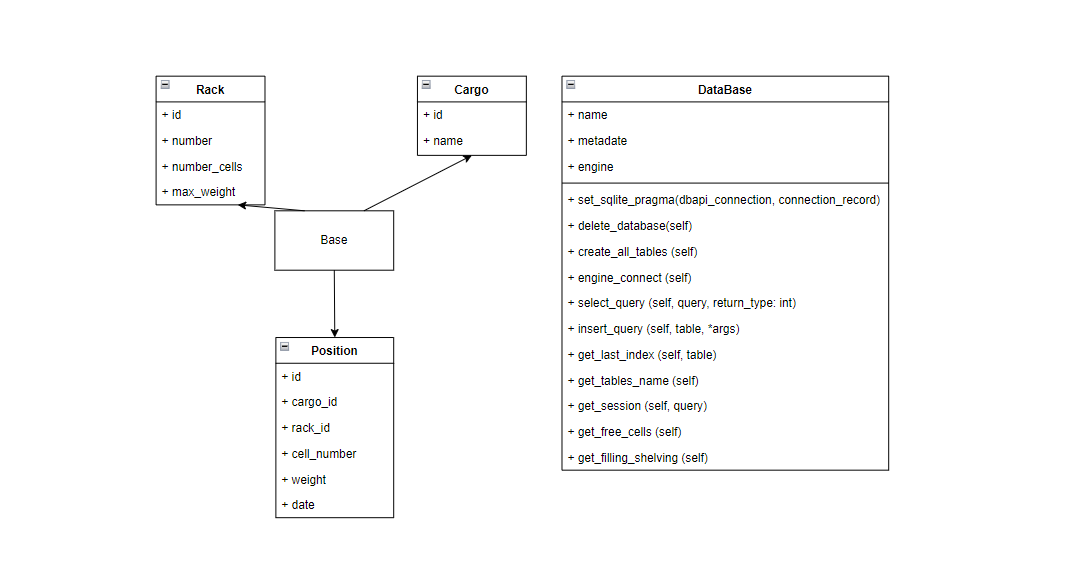 Rack
+ id
+ number
+ number_cells
+ max_weight
Cargo
+ id
+ name
DataBase
+ name
+ metadate
+ engine
+ set_sqlite_pragma(dbapi_connection, connection_record)
+ delete_database(self)
+ create_all_tables (self)
+ engine_connect (self)
+ select_query (self, query, return_type: int)
+ insert_query (self, table, *args)
+ get_last_index (self, table)
+ get_tables_name (self)
+ get_session (self, query)
+ get_free_cells (self)
+ get_filling_shelving (self)
Base
Position
+ id
+ cargo_id
+ rack_id
+ cell_number
+ weight
+ date